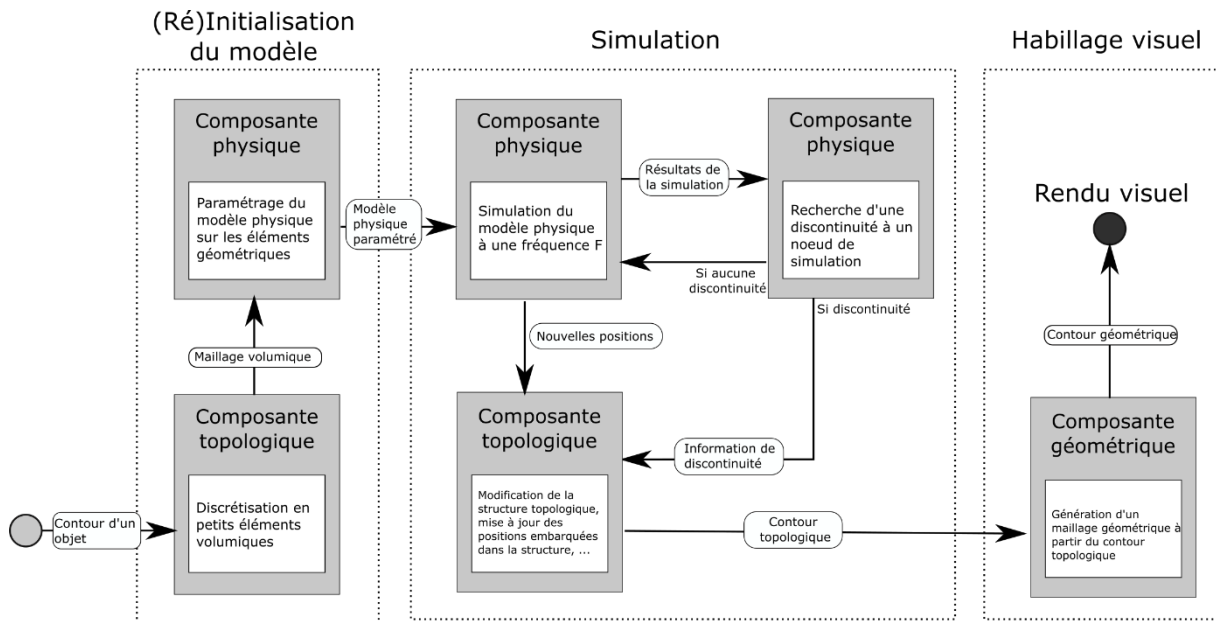 (Ré)Initialisation
du modèle
Simulation
Habillage visuel
Composante
physique
Paramétrage du
modèle physique
sur les éléments
géométriques
Modèle
physique
paramétré
Composante
physique
Simulation du
modèle physique
à une fréquence F
Résultats de
la simulation
Composante
physique
Recherche d'une
discontinuité à un
noeud de
simulation
Si aucune
discontinuité
Si discontinuité
Rendu visuel
Maillage volumique
Nouvelles positions
Contour géométrique
Contour d'un
objet
Composante
topologique
Discrétisation en
petits éléments
volumiques
Composante
topologique
Modification de la
structure topologique,
mise à jour des
positions embarquées
dans la structure, ...
Information de
discontinuité
Contour
topologique
Composante
géométrique
Génération d'un
maillage géométrique à
partir du contour
topologique